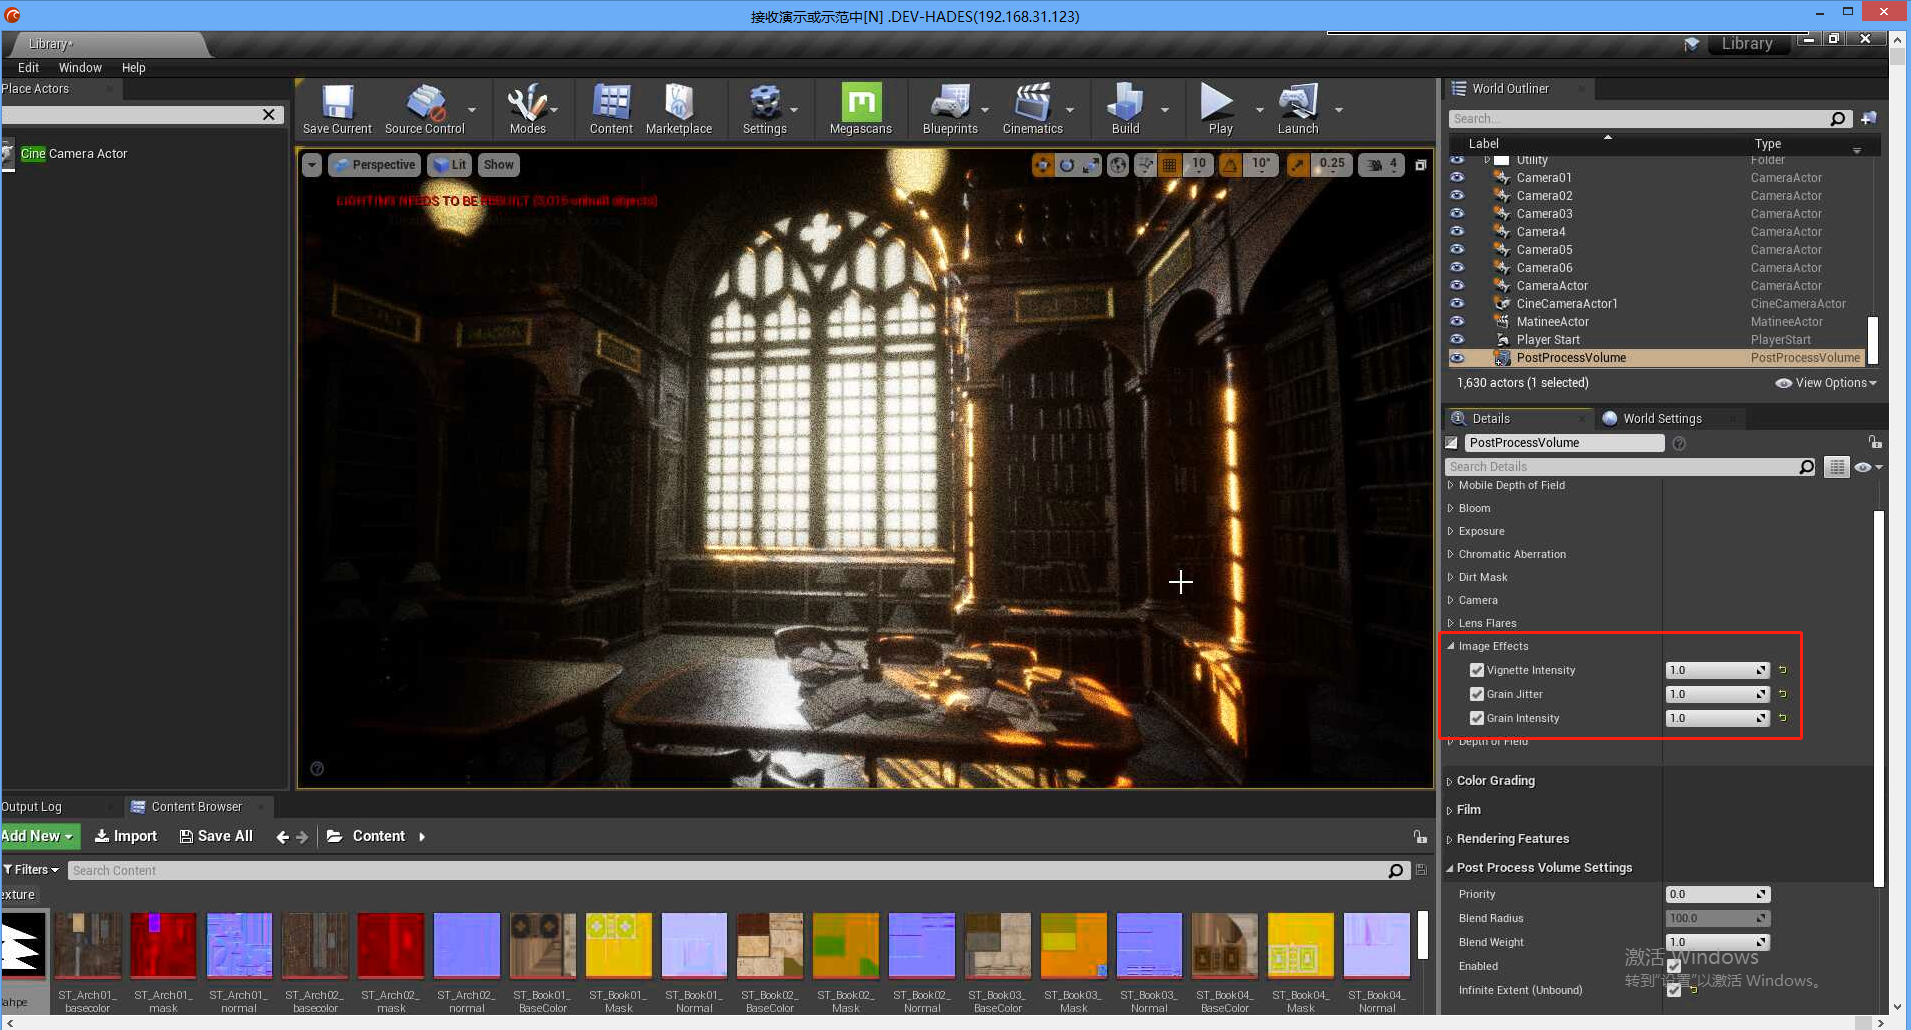 接收演示或示范中[N] .DEV-HADES(192.168.31.123)
Library*
Library
Edit Window Help
Place Actors
Cine Camera Actor
Save Current Source Control Modes Content Marketplace Settings Megascans Blueprints Cinematics Build Play Launch
Perspective Lit Show
10 10° 0.25 4
LIGHTING NEEDS TO BE REBUILT (3,015 unbuilt objects)
World Outliner
Search...
Label Type
Utility Folder
Camera01 CameraActor
Camera02 CameraActor
Camera03 CameraActor
Camera4 CameraActor
Camera05 CameraActor
Camera06 CameraActor
CameraActor CameraActor
CineCameraActor1 CineCameraActor
MatineeActor MatineeActor
Player Start PlayerStart
PostProcessVolume PostProcessVolume
1,630 actors (1 selected) View Options
Details World Settings
PostProcessVolume
Search Details
Mobile Depth of Field
Bloom
Exposure
Chromatic Aberration
Dirt Mask
Camera
Lens Flares
Image Effects
Vignette Intensity 1.0
Grain Jitter 1.0
Grain Intensity 1.0
Depth of Field
Color Grading
Film
Rendering Features
Post Process Volume Settings
Priority 0.0
Blend Radius 100.0
Blend Weight 1.0
Enabled
Infinite Extent (Unbound)
激活 Windows
转到"设置"以激活 Windows。
Output Log Content Browser
Add New Import Save All Content
Filters Search Content
exture
ahpe
ST_Arch01_basecolor
ST_Arch01_mask
ST_Arch01_normal
ST_Arch02_basecolor
ST_Arch02_mask
ST_Arch02_normal
ST_Book01_BaseColor
ST_Book01_Mask
ST_Book01_Normal
ST_Book02_BaseColor
ST_Book02_Mask
ST_Book02_Normal
ST_Book03_BaseColor
ST_Book03_Mask
ST_Book03_Normal
ST_Book04_BaseColor
ST_Book04_Mask
ST_Book04_Normal